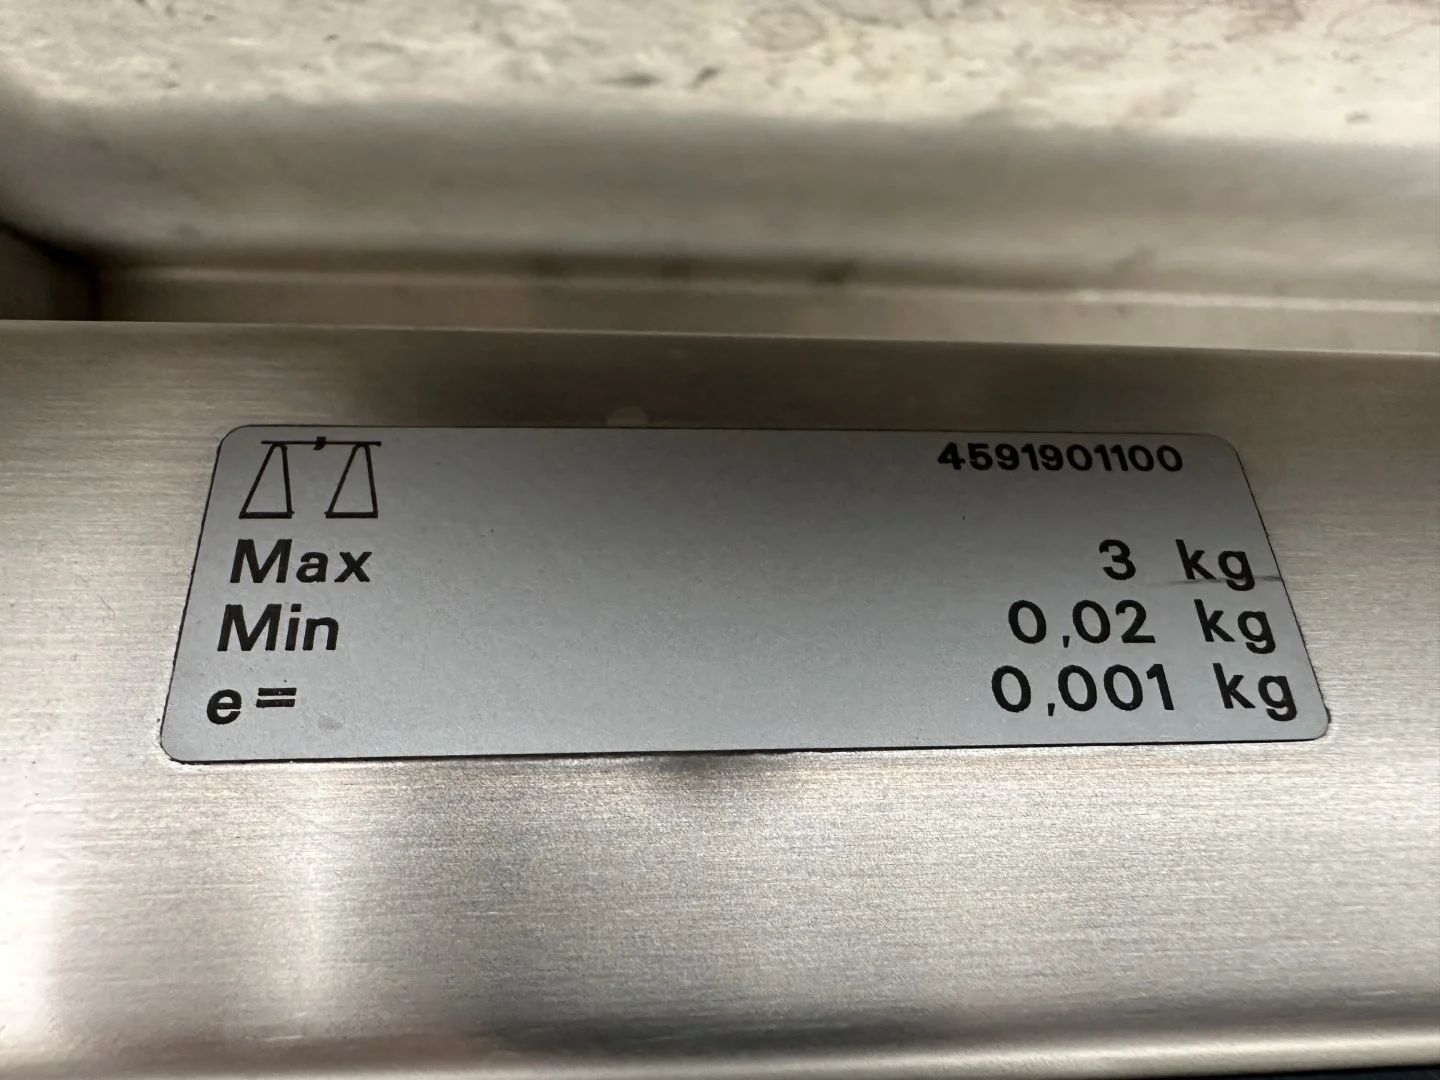 4591901100
Max 3 kg
Min 0,02 kg
e= 0,001 kg